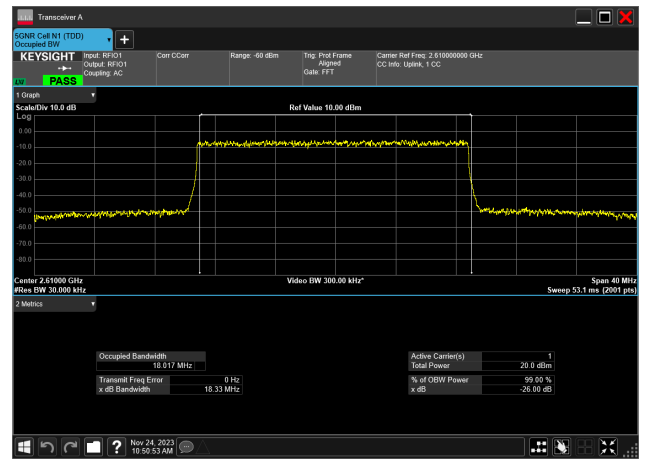 Transceiver A
5GNR Cell N1 (TDD)
Occupied BW
KEYSIGHT
LW
PASS
Input: RFIO1
Output: RFIO1
Coupling: AC
Corr CCorr
Range: -60 dBm
Trig: Prot Frame
Aligned
Gate: FFT
Carrier Ref Freq: 2.610000000 GHz
CC Info: Uplink, 1 CC
1 Graph
Scale/Div 10.0 dB
Ref Value 10.00 dBm
Log
0.00
-10.0
-20.0
-30.0
-40.0
-50.0
-60.0
-70.0
-80.0
Center 2.61000 GHz
Video BW 300.00 kHz*
Span 40 MHz
#Res BW 30.000 kHz
Sweep 53.1 ms (2001 pts)
2 Metrics
Occupied Bandwidth
18.017 MHz
Active Carrier(s) 1
Total Power 20.0 dBm
Transmit Freq Error 0 Hz
x dB Bandwidth 18.33 MHz
% of OBW Power 99.00 %
x dB -26.00 dB
?
Nov 24, 2023
10:50:53 AM